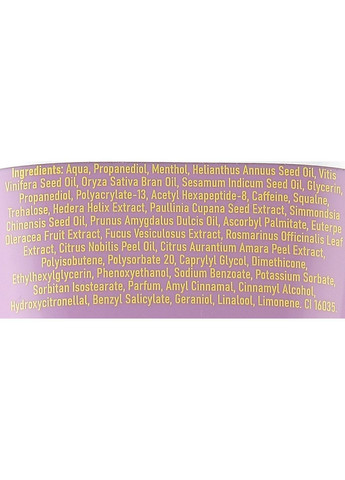 Ingredients: Aqua, Propanediol, Menthol, Helianthus Annuus Seed Oil, Vitis
Vinifera Seed Oil, Oryza Sativa Bran Oil, Sesamum Indicum Seed Oil, Glycerin,
Propanediol, Polyacrylate-13, Acetyl Hexapeptide-8, Caffeine, Squalne,
Trehalose, Hedera Helix Extract, Paullinia Cupana Seed Extract, Simmondsia
Chinensis Seed Oil, Prunus Amygdalus Dulcis Oil, Ascorbyl Palmitate, Euterpe
Oleracea Fruit Extract, Fucus Vesiculosus Extract, Rosmarinus Officinalis Leaf
Extract, Citrus Nobilis Peel Oil, Citrus Aurantium Amara Peel Extract,
Polyisobutene, Polysorbate 20, Caprylyl Glycol, Dimethicone,
Ethylhexylglycerin, Phenoxyethanol, Sodium Benzoate, Potassium Sorbate,
Sorbitan Isostearate, Parfum, Amyl Cinnamal, Cinnamyl Alcohol,
Hydroxycitronellal, Benzyl Salicylate, Geraniol, Linalool, Limonene. CI 16035